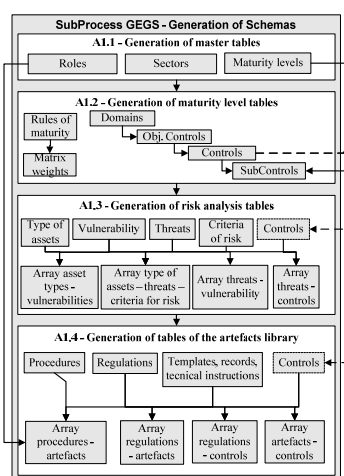 SubProcess GEGS - Generation of Schemas
A1.1 - Generation of master tables
Roles
Sectors
Maturity levels
A1.2 - Generation of maturity level tables
Rules of
maturity
Matrix
weights
Domains
Obj. Controls
Controls
SubControls
A1,3 - Generation of risk analysis tables
Type of
assets
Vulnerability
Threats
Criteria
of risk
Controls
Array asset
types -
vulnerabilities
Array type of
assets – threats –
criteria for risk
Array threats -
vulnerability
Array
threats -
controls
A1,4 - Generation of tables of the artefacts library
Procedures
Regulations
Templates, records,
tecnical instructions
Controls
Array
procedures -
artefacts
Array
regulations -
artefacts
Array
regulations -
controls
Array
artefacts -
controls